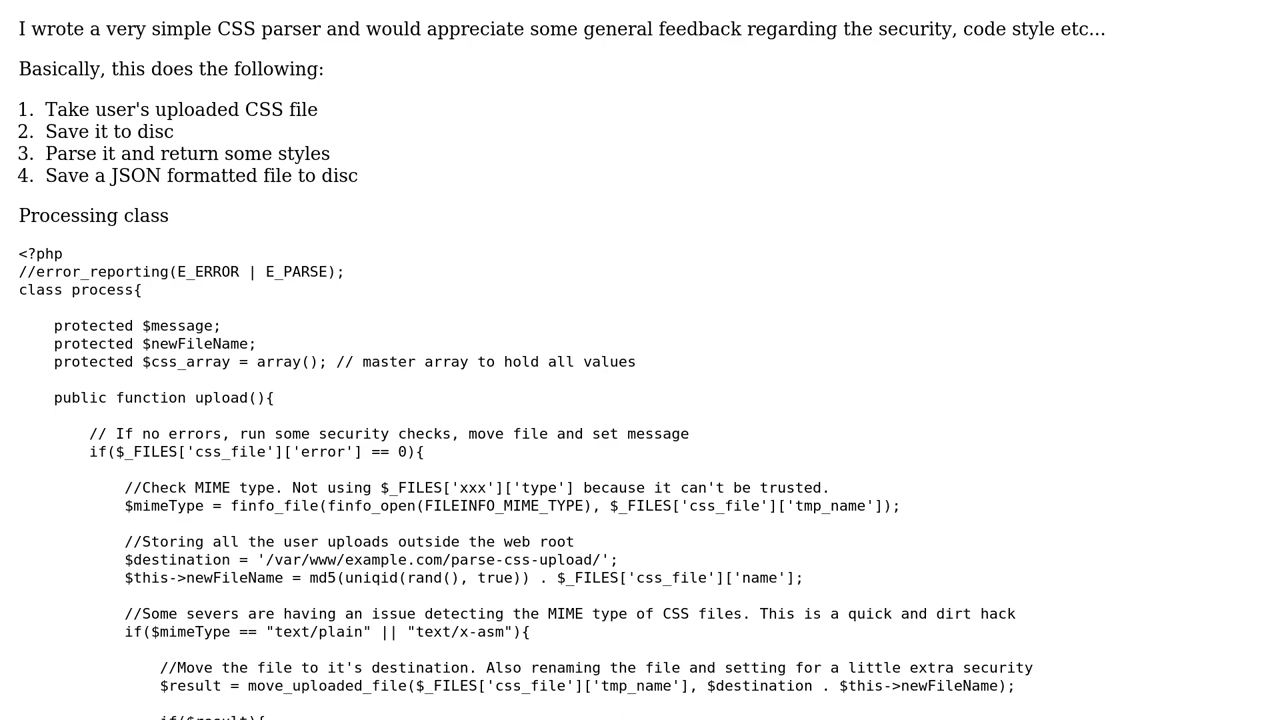 I wrote a very simple CSS parser and would appreciate some general feedback regarding the security, code style etc...
Basically, this does the following:
1. Take user's uploaded CSS file
2. Save it to disc
3. Parse it and return some styles
4. Save a JSON formatted file to disc
Processing class
<?php
//error_reporting(E_ERROR | E_PARSE);
class process{
    protected $message;
    protected $newFileName;
    protected $css_array = array(); // master array to hold all values
    public function upload(){
        // If no errors, run some security checks, move file and set message
        if($_FILES['css_file']['error'] == 0){
            //Check MIME type. Not using $_FILES['xxx']['type'] because it can't be trusted.
            $mimeType = finfo_file(finfo_open(FILEINFO_MIME_TYPE), $_FILES['css_file']['tmp_name']);
            //Storing all the user uploads outside the web root
            $destination = '/var/www/example.com/parse-css-upload/';
            $this->newFileName = md5(uniqid(rand(), true)) . $_FILES['css_file']['name'];
            //Some severs are having an issue detecting the MIME type of CSS files. This is a quick and dirt hack
            if($mimeType == "text/plain" || "text/x-asm"){
                //Move the file to it's destination. Also renaming the file and setting for a little extra security
                $result = move_uploaded_file($_FILES['css_file']['tmp_name'], $destination . $this->newFileName);
                if($result){